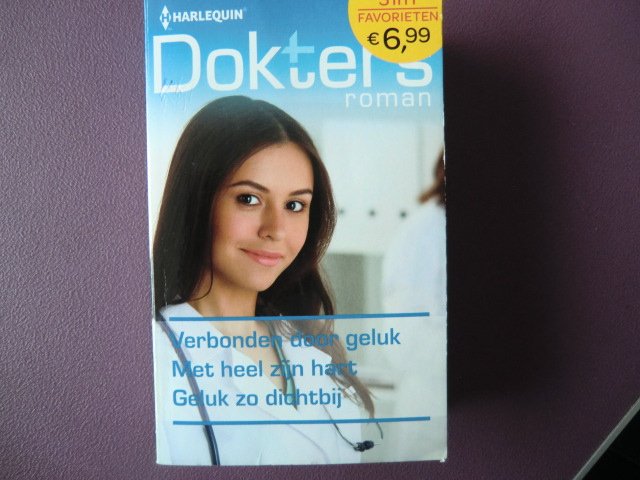 HARLEQUIN
FAVORIETEN
€ 6,99
Dokters
roman
Verbonden door geluk
Met heel zijn hart
Geluk zo dichtbij